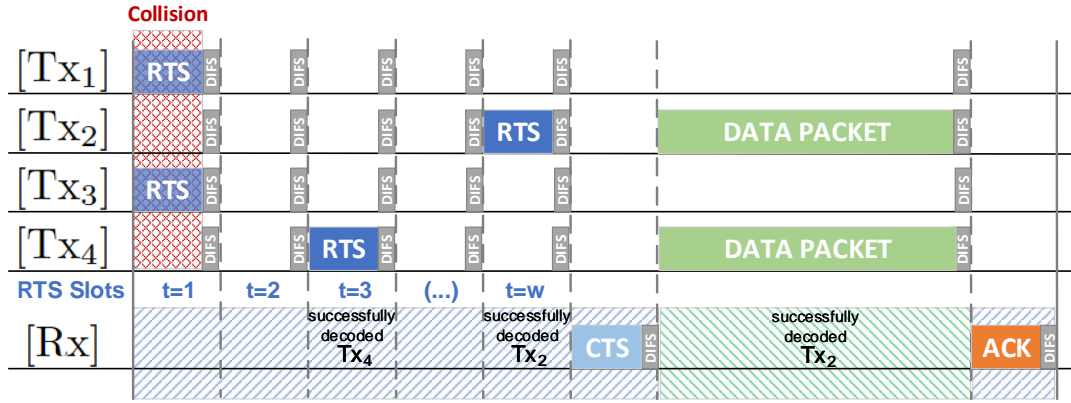 Collision
[Tx1] RTS DIFS DIFS DIFS DIFS DIFS DIFS
[Tx2] DIFS DIFS DIFS DIFS RTS DIFS DATA PACKET DIFS
[Tx3] RTS DIFS DIFS DIFS DIFS DIFS DIFS
[Tx4] DIFS DIFS RTS DIFS DIFS DIFS DATA PACKET DIFS
RTS Slots t=1 t=2 t=3 (...) t=w
successfully decoded Tx4
successfully decoded Tx2
successfully decoded Tx2
[Rx] CTS DIFS ACK DIFS